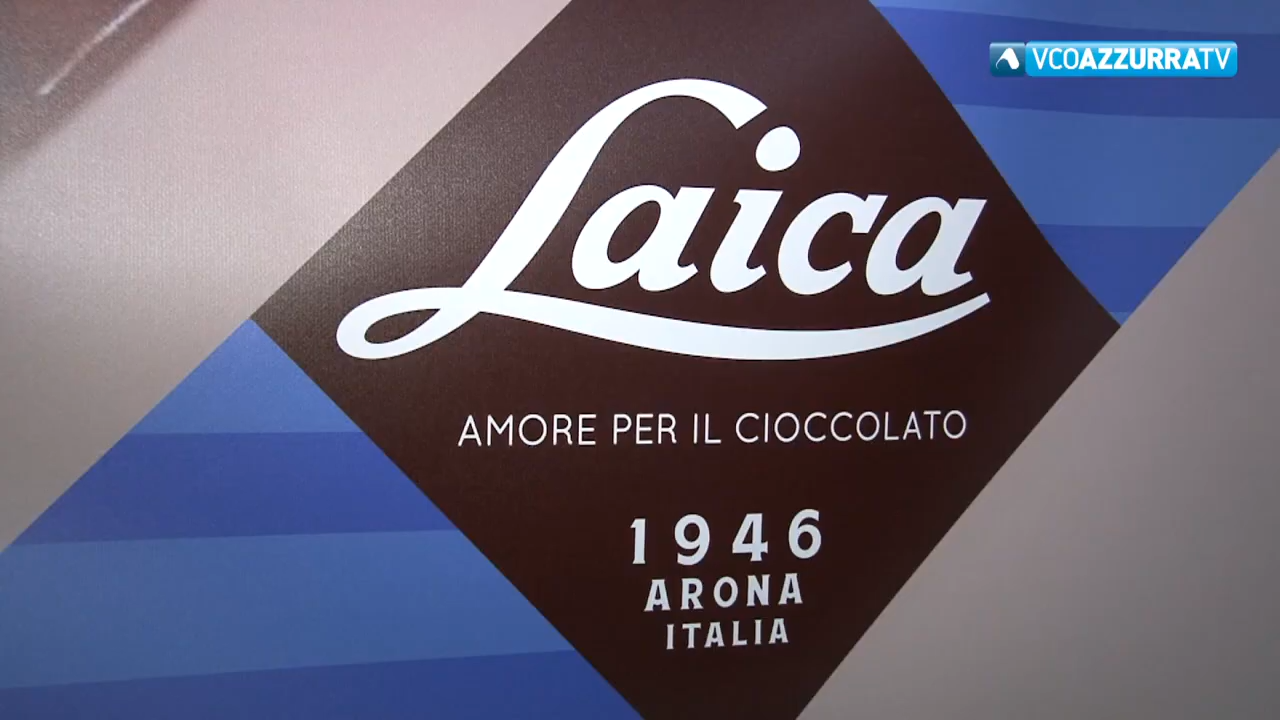 VCOAZZURRATV
Laica
AMORE PER IL CIOCCOLATO
1946
ARONA
ITALIA